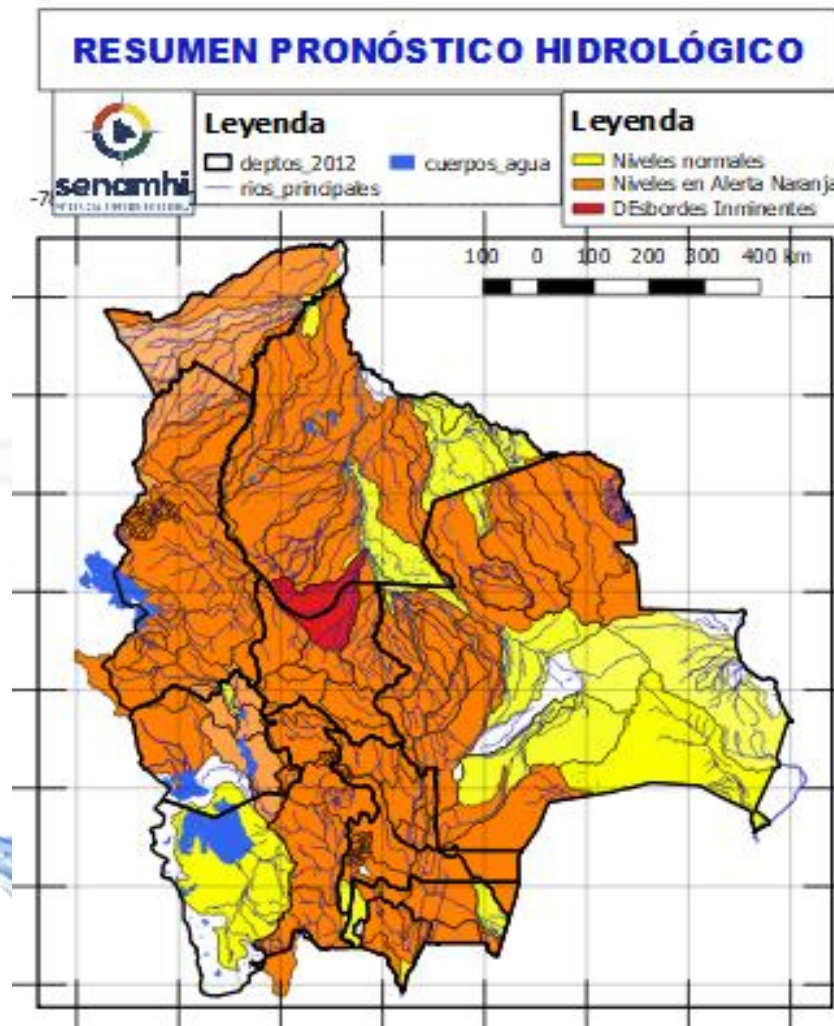 RESUMEN PRONÓSTICO HIDROLÓGICO
senamhi
Leyenda
deptos_2012
cuerpos_agua
rios_principales
Leyenda
Niveles normales
Niveles en Alerta Naranja
DEsbordes Inminentes
100 0 100 200 300 400 km